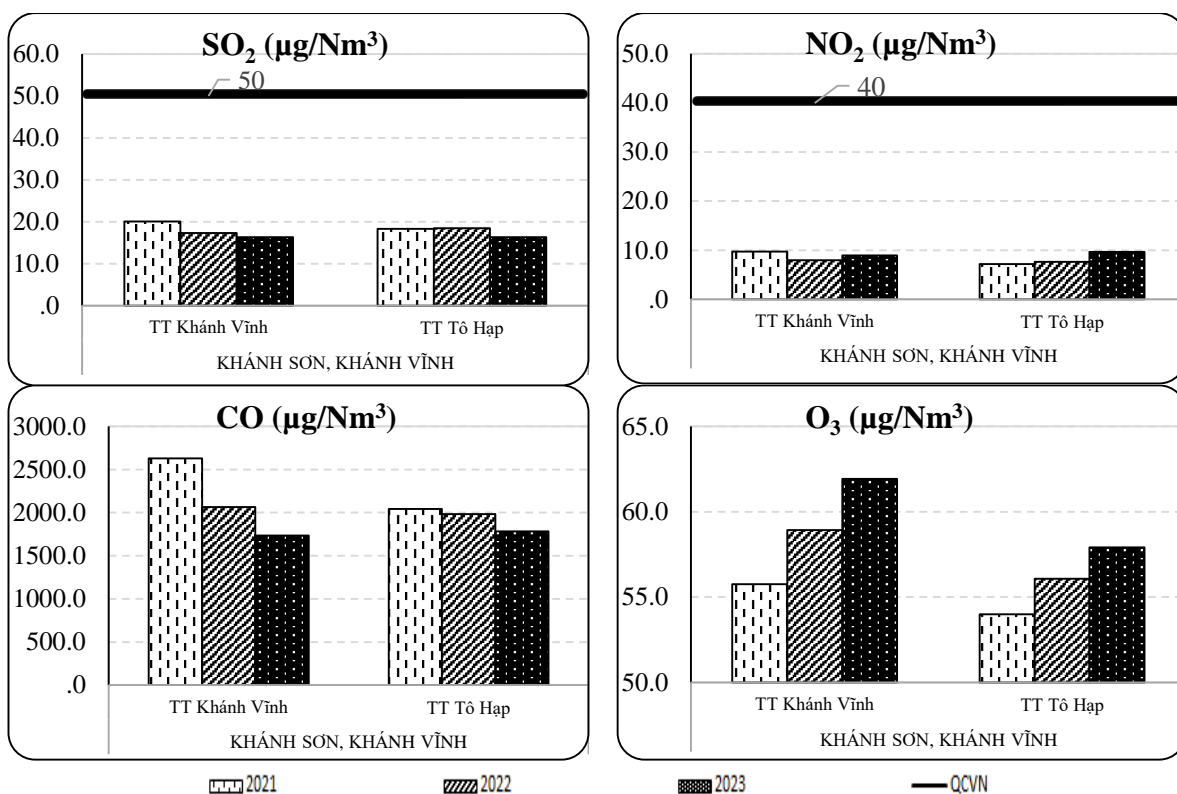 SO₂ (µg/Nm³)
60.0
50.0
40.0
30.0
20.0
10.0
.0
50
TT Khánh Vĩnh
TT Tô Hạp
KHÁNH SƠN, KHÁNH VĨNH
NO₂ (µg/Nm³)
50.0
40.0
30.0
20.0
10.0
.0
40
TT Khánh Vĩnh
TT Tô Hạp
KHÁNH SƠN, KHÁNH VĨNH
CO (µg/Nm³)
3000.0
2500.0
2000.0
1500.0
1000.0
500.0
.0
TT Khánh Vĩnh
TT Tô Hạp
KHÁNH SƠN, KHÁNH VĨNH
O₃ (µg/Nm³)
65.0
60.0
55.0
50.0
TT Khánh Vĩnh
TT Tô Hạp
KHÁNH SƠN, KHÁNH VĨNH
2021
2022
2023
QCVN